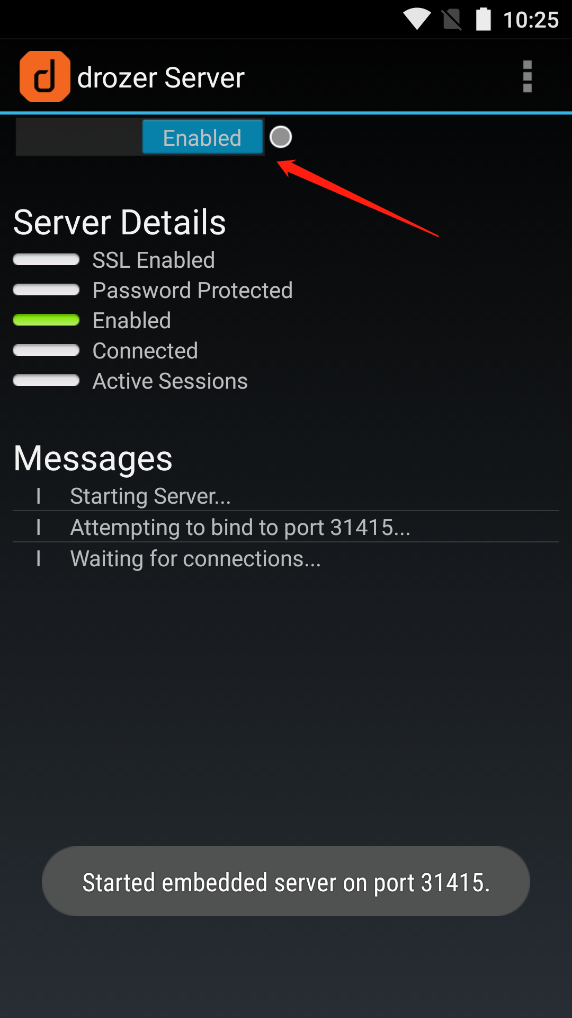 10:25
drozer Server
Enabled
Server Details
SSL Enabled
Password Protected
Enabled
Connected
Active Sessions
Messages
I Starting Server...
I Attempting to bind to port 31415...
I Waiting for connections...
Started embedded server on port 31415.